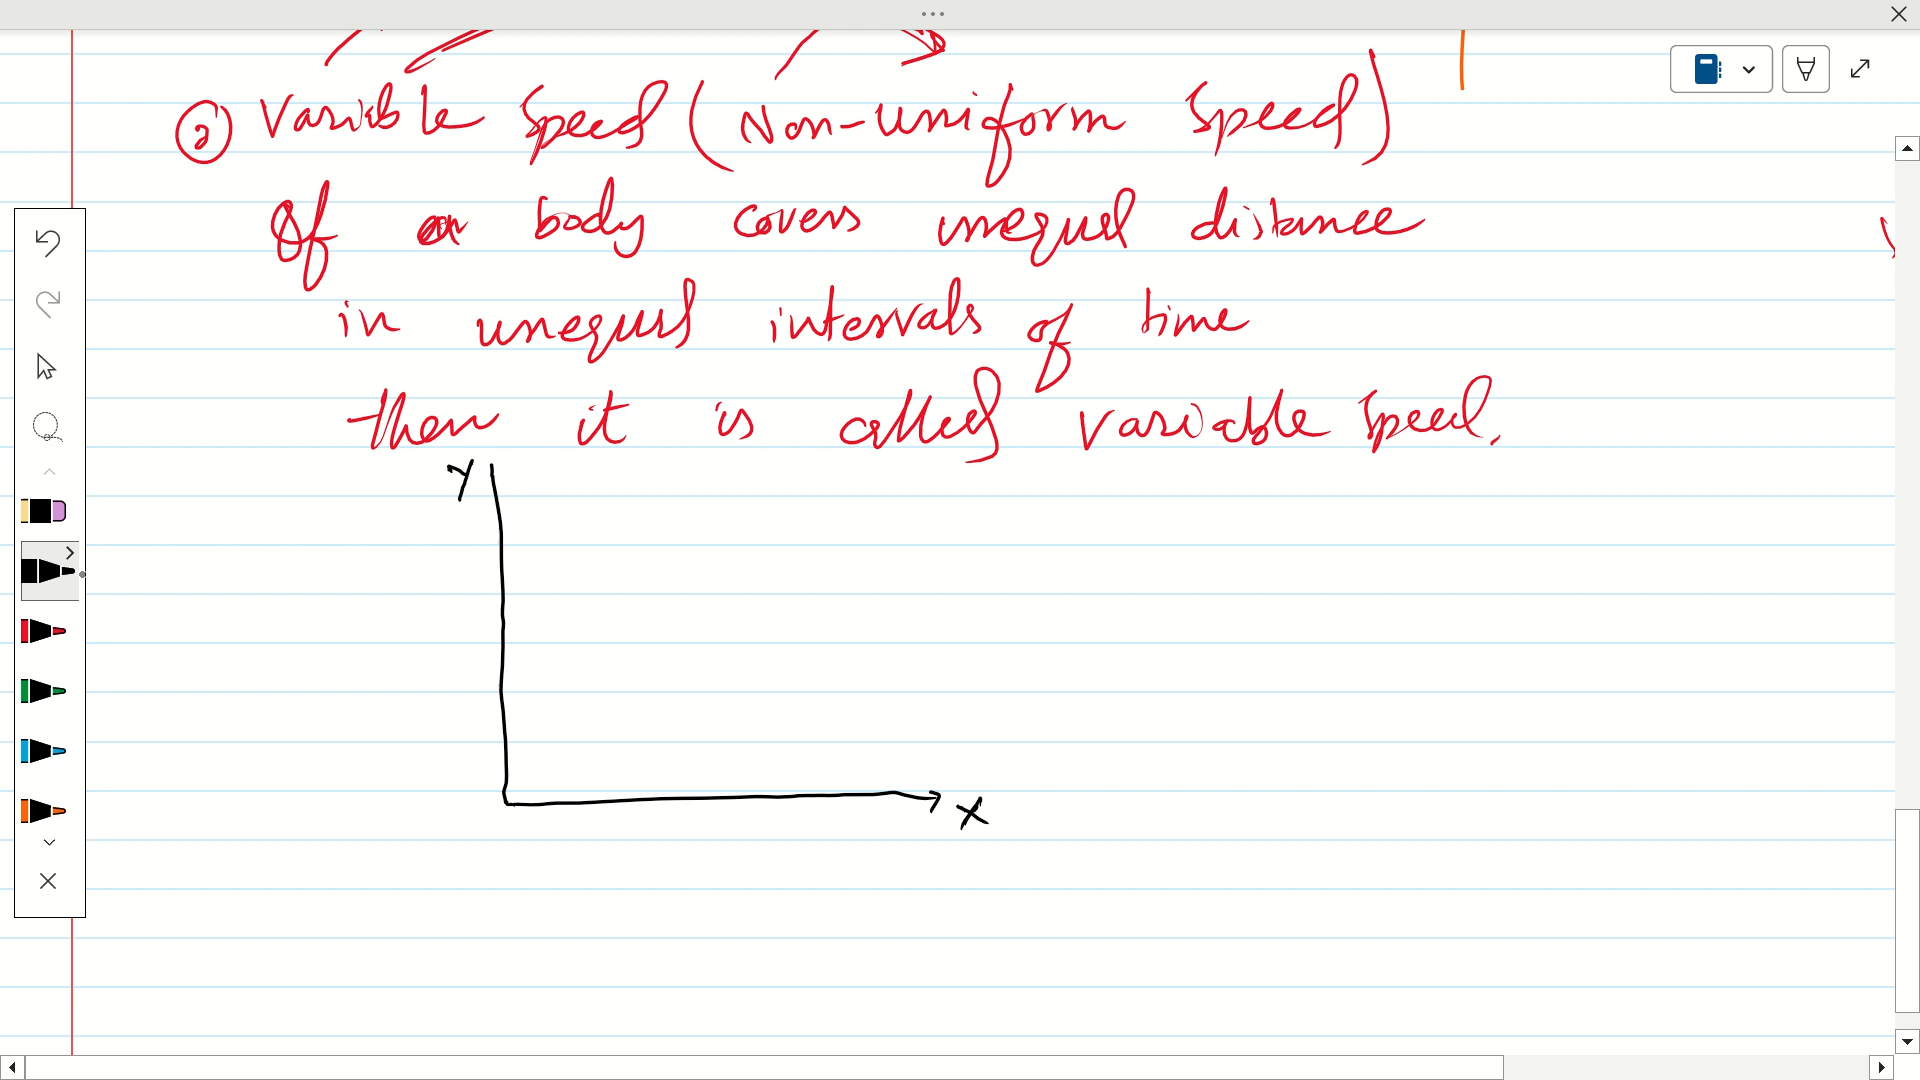 ② Variable Speed (Non-uniform Speed)
If a body covers unequal distance
in unequal intervals of time
then it is called variable speed.
Y
X